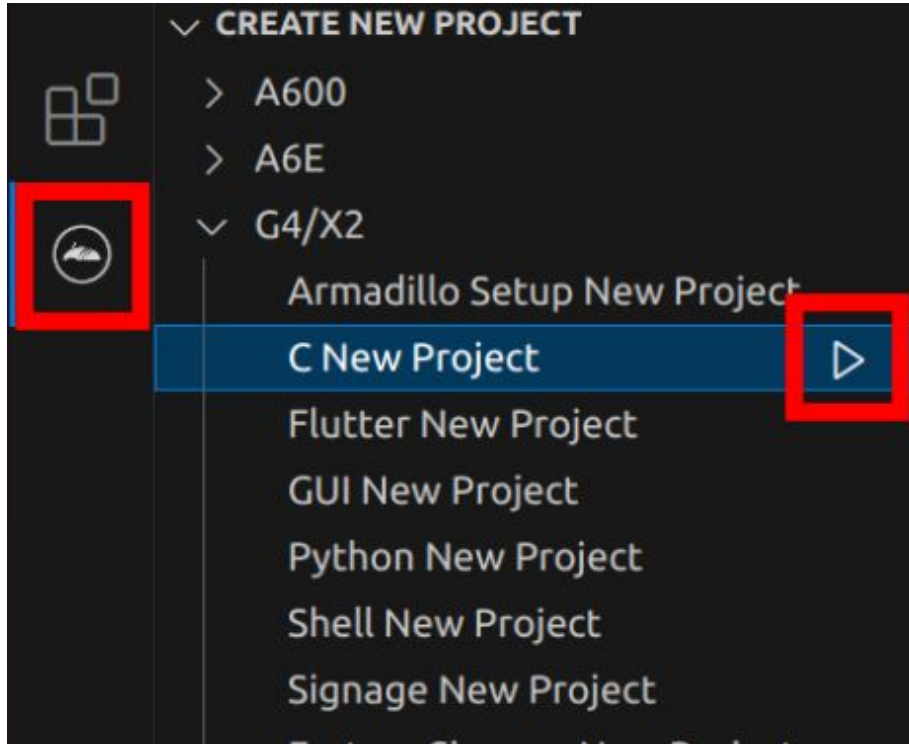 CREATE NEW PROJECT
A600
A6E
G4/X2
Armadillo Setup New Project
C New Project
Flutter New Project
GUI New Project
Python New Project
Shell New Project
Signage New Project